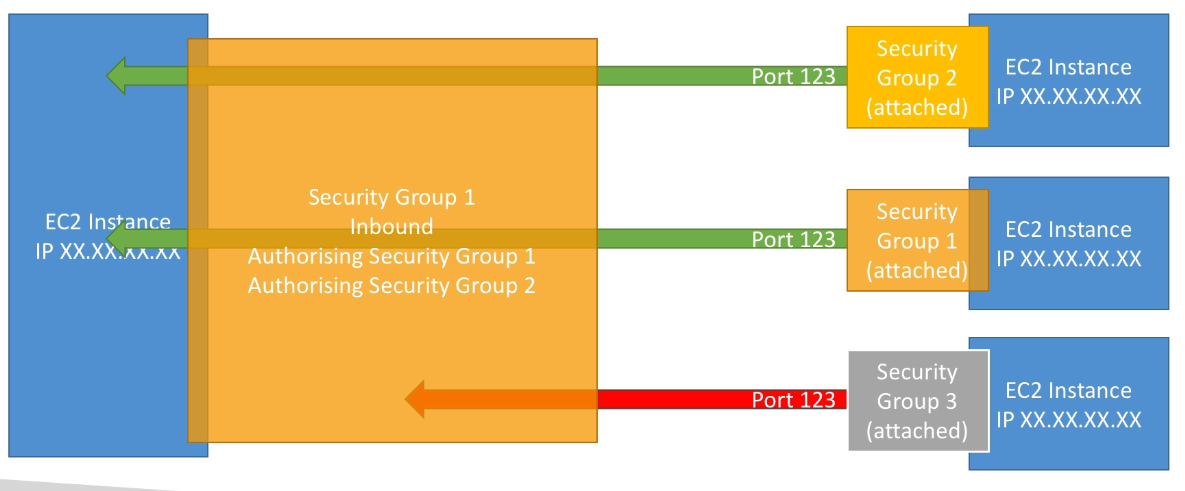 EC2 Instance
IP XX.XX.XX.XX
Security Group 1
Inbound
Authorising Security Group 1
Authorising Security Group 2
Port 123
Security
Group 2
(attached)
EC2 Instance
IP XX.XX.XX.XX
Port 123
Security
Group 1
(attached)
EC2 Instance
IP XX.XX.XX.XX
Port 123
Security
Group 3
(attached)
EC2 Instance
IP XX.XX.XX.XX